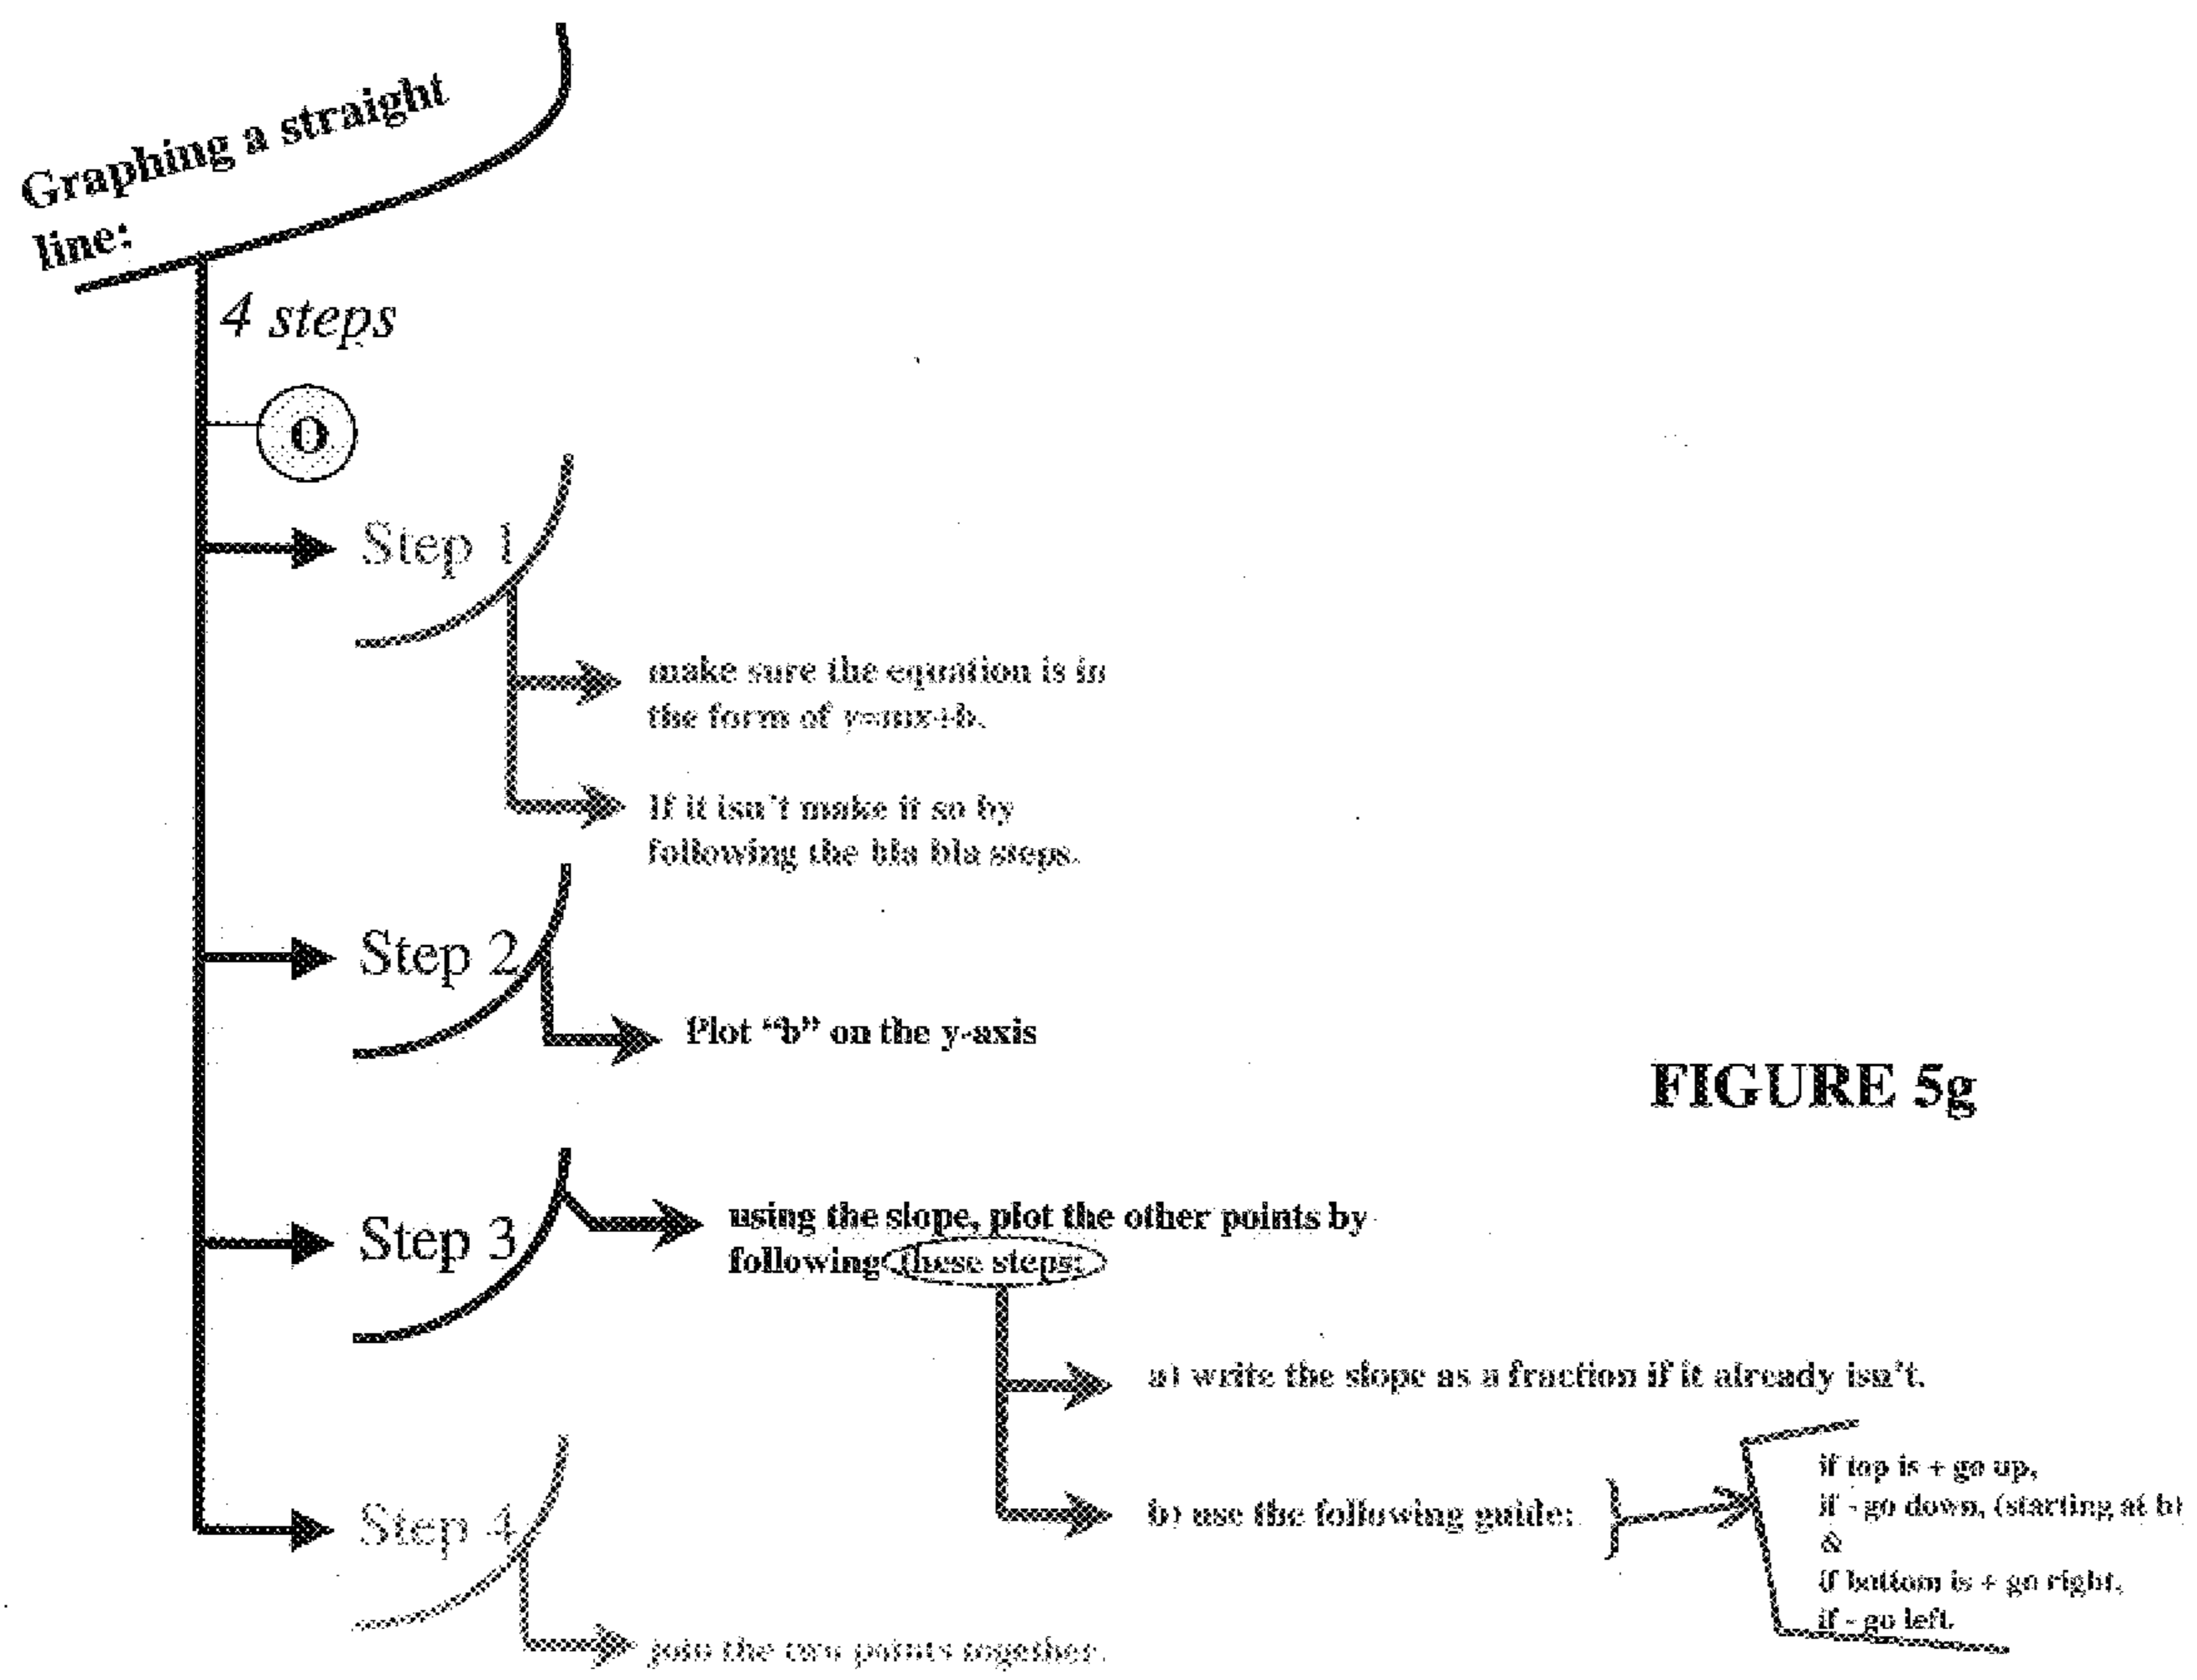 Graphing a straight
line:
4 steps
O
Step 1
make sure the equation is in
the form of y=mx+b.
If it isn't make it so by
following the bla bla steps.
Step 2
Plot “b” on the y-axis
FIGURE 5g
Step 3
using the slope, plot the other points by
following these steps:
a) write the slope as a fraction if it already isn't.
b) use the following guide:
if top is + go up,
if - go down, (starting at b)
&
if bottom is + go right,
if - go left.
Step 4
join the two points together.